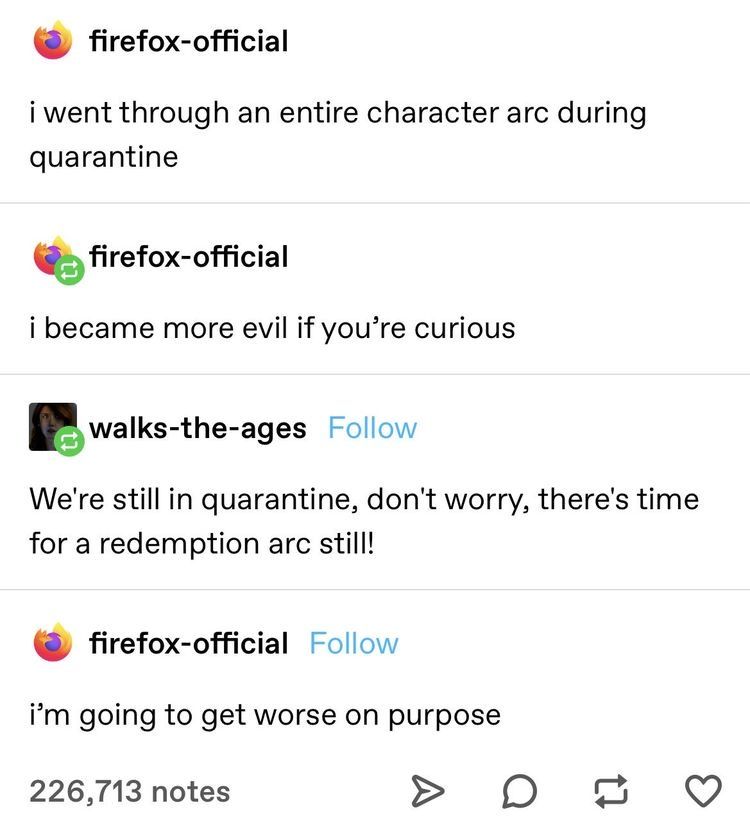 firefox-official
i went through an entire character arc during
quarantine
firefox-official
i became more evil if you’re curious
walks-the-ages Follow
We're still in quarantine, don't worry, there's time
for a redemption arc still!
firefox-official Follow
i’m going to get worse on purpose
226,713 notes